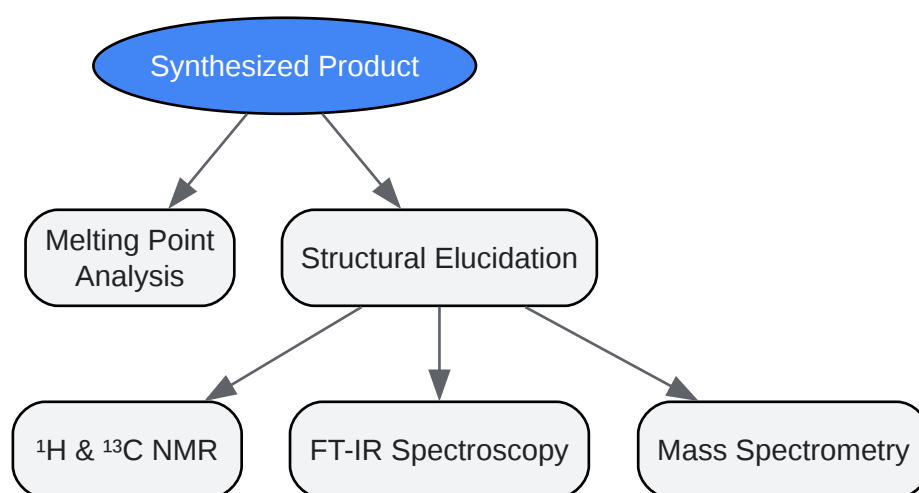 Synthesized Product
Melting Point
Analysis
Structural Elucidation
¹H & ¹³C NMR
FT-IR Spectroscopy
Mass Spectrometry